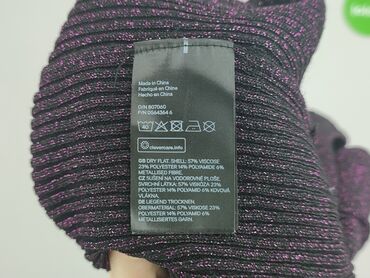 Made in China
Fabriqué en Chine
Hecho en China
O/N 807060
P/N 0564364 6
40
clevercare.info
GB DRY FLAT. SHELL: 57% VISCOSE
23% POLYESTER 14% POLYAMIDE 6%
METALLISED FIBRE.
CZ SUŠENÍ NA VODOROVNÉ PLOŠE.
SVRCHNÍ LÁTKA: 57% VISKÓZA 23%
POLYESTER 14% POLYAMID 6% KOVOVÁ
VLÁKNA.
DE LIEGEND TROCKNEN.
OBERMATERIAL: 57% VISKOSE 23%
POLYESTER 14% POLYAMID 6%
METALLISIERTES GARN.